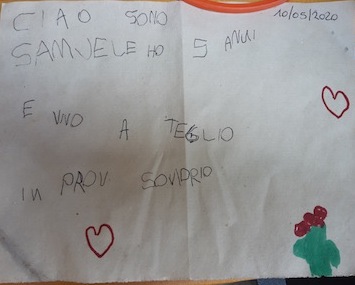 CIAO SONO 10/05/2020
SAMUELE HO 5 ANNI
E VIVO A TEGLIO
IN PROV SONDRIO